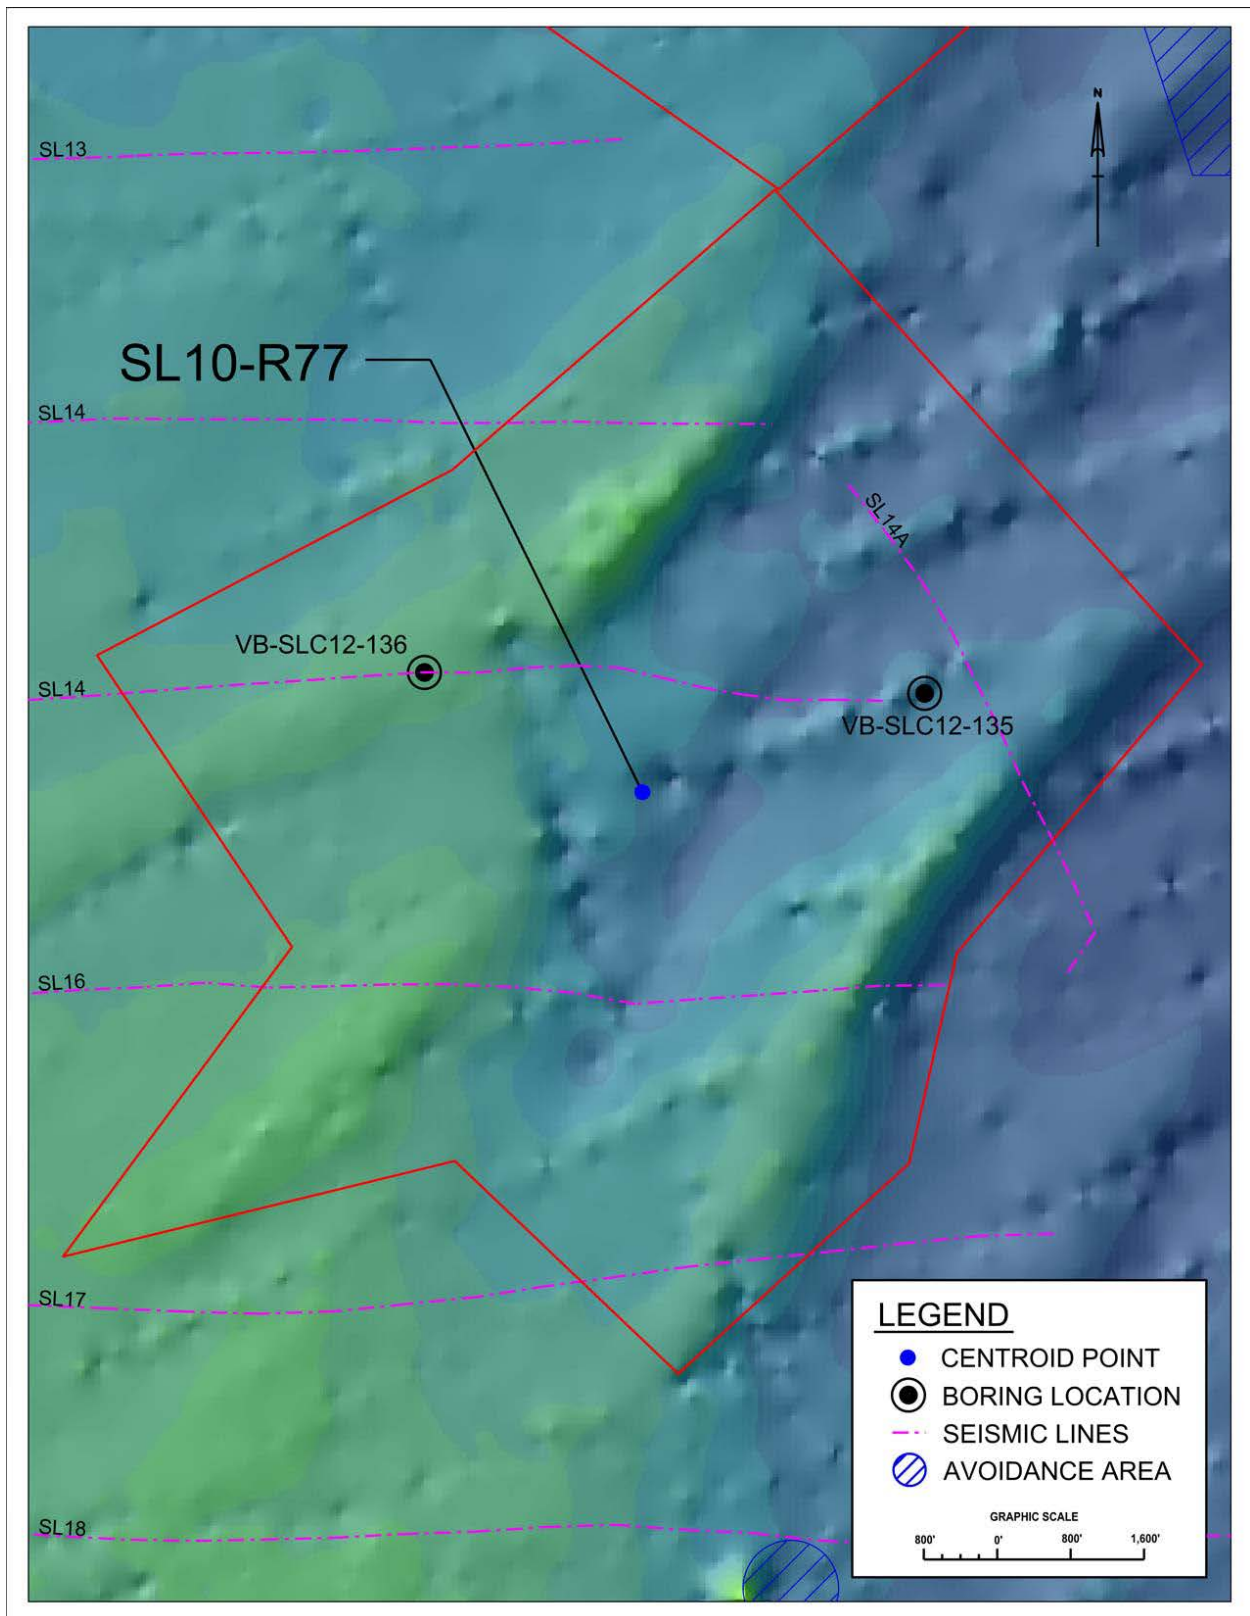 N
SL13
SL10-R77
SL14
SL14A
VB-SLC12-136
SL14
VB-SLC12-135
SL16
SL17
SL18
LEGEND
CENTROID POINT
BORING LOCATION
SEISMIC LINES
AVOIDANCE AREA
GRAPHIC SCALE
800' 0' 800' 1,600'